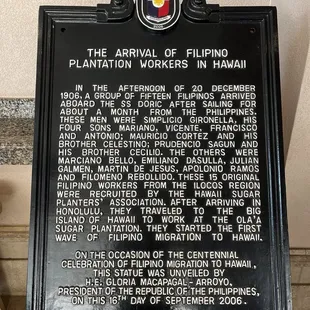 THE ARRIVAL OF FILIPINO
PLANTATION WORKERS IN HAWAII
IN THE AFTERNOON OF 20 DECEMBER
1906, A GROUP OF FIFTEEN FILIPINOS ARRIVED
ABOARD THE SS DORIC AFTER SAILING FOR
ABOUT A MONTH FROM THE PHILIPPINES.
THESE MEN WERE SIMPLICIO GIRONELLA, HIS
FOUR SONS MARIANO, VICENTE, FRANCISCO
AND ANTONIO; MAURICIO CORTEZ AND HIS
BROTHER CELESTINO; PRUDENCIO SAGUN AND
HIS BROTHER CECILIO. THE OTHERS WERE
MARCIANO BELLO, EMILIANO DASULLA, JULIAN
GALMEN, MARTIN DE JESUS, APOLONIO RAMOS
AND FILOMENO REBOLLIDO. THESE 15 ORIGINAL
FILIPINO WORKERS FROM THE ILOCOS REGION
WERE RECRUITED BY THE HAWAII SUGAR
PLANTERS' ASSOCIATION. AFTER ARRIVING IN
HONOLULU, THEY TRAVELED TO THE BIG
ISLAND OF HAWAII TO WORK AT THE OLA'A
SUGAR PLANTATION. THEY STARTED THE FIRST
WAVE OF FILIPINO MIGRATION TO HAWAII.
ON THE OCCASION OF THE CENTENNIAL
CELEBRATION OF FILIPINO MIGRATION TO HAWAII,
THIS STATUE WAS UNVEILED BY
H.E. GLORIA MACAPAGAL - ARROYO,
PRESIDENT OF THE REPUBLIC OF THE PHILIPPINES,
ON THIS 16TH DAY OF SEPTEMBER 2006.